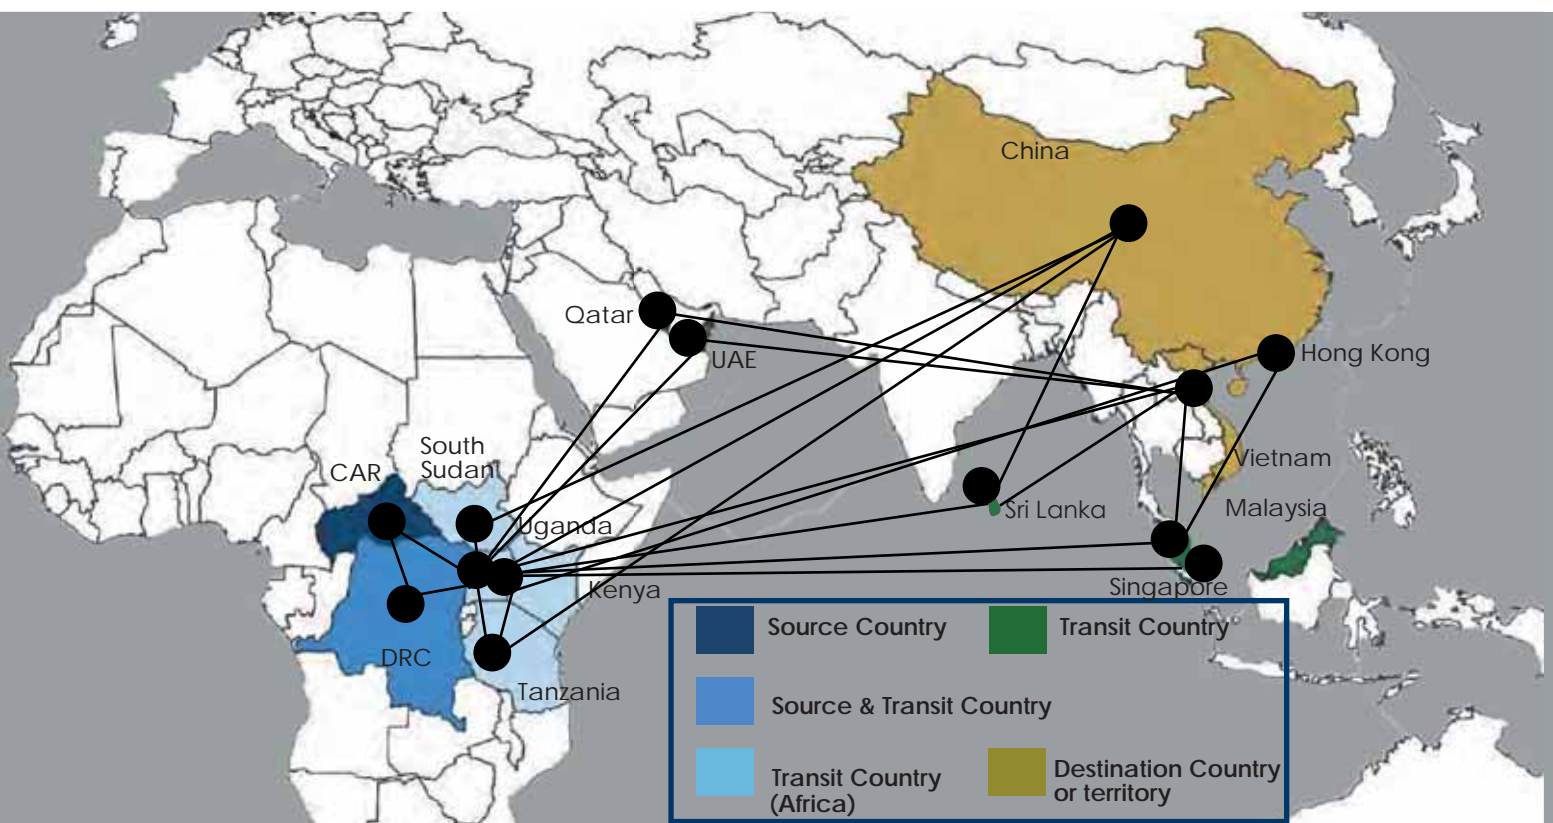 China
Qatar
UAE
Hong Kong
South
Sudan
CAR
Vietnam
Uganda
Sri Lanka
Malaysia
Kenya
Singapore
DRC
Tanzania
Source Country
Transit Country
Source & Transit Country
Transit Country
(Africa)
Destination Country
or territory